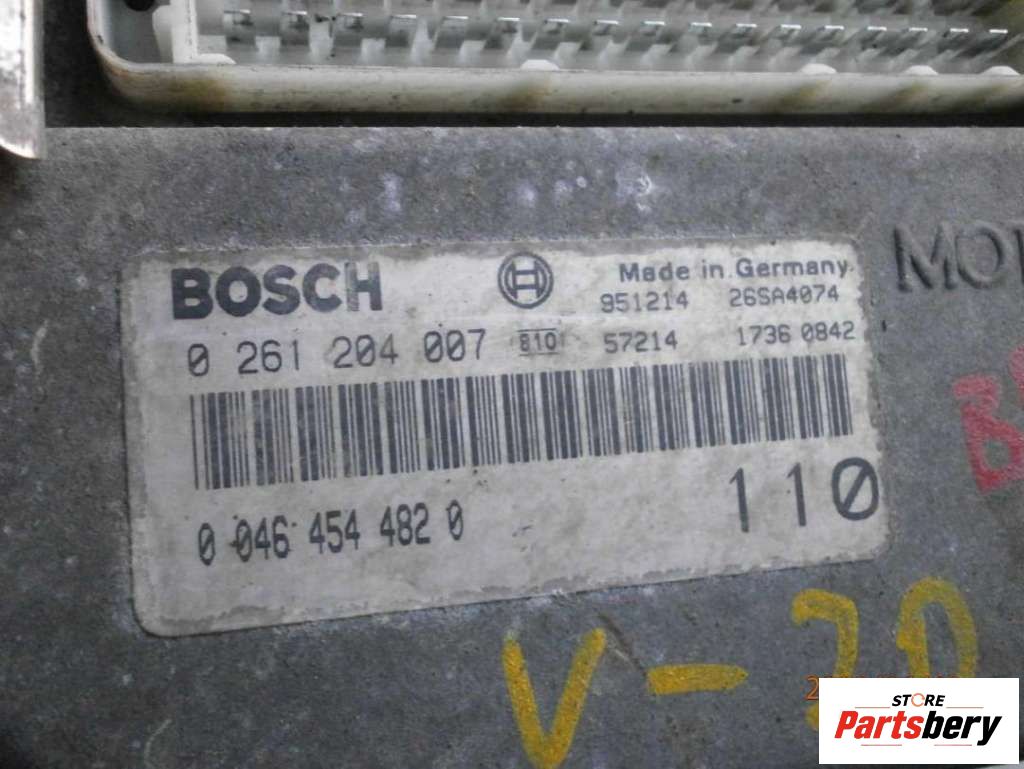 BOSCH H Made in Germany.
951214 26SA4074
0 261 204 007 810 57214 1736 0842
0 046 454 482 0 110
V-30
STORE
Partsbery